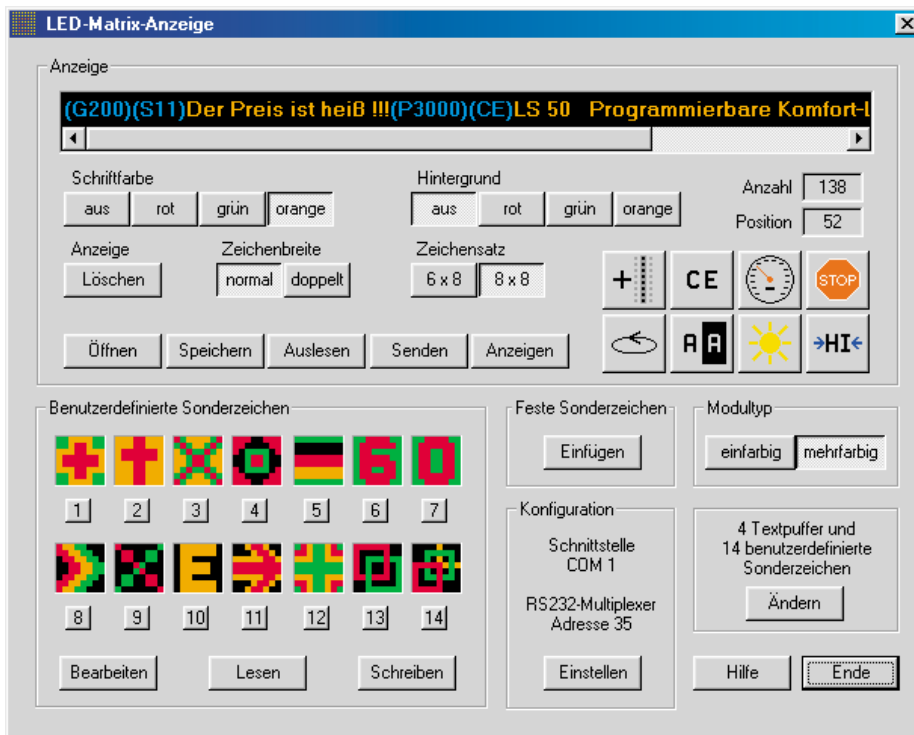 LED-Matrix-Anzeige
Anzeige
(G200)(S11)Der Preis ist heiß !!!(P3000)(CE)LS 50 Programmierbare Komfort-L
Schriftfarbe
aus rot grün orange
Hintergrund
aus rot grün orange
Anzahl 138
Position 52
Anzeige
Löschen
Zeichenbreite
normal doppelt
Zeichensatz
6 x 8 8 x 8
+ CE STOP
A A HI
Öffnen Speichern Auslesen Senden Anzeigen
Benutzerdefinierte Sonderzeichen
6 0
1 2 3 4 5 6 7
E
8 9 10 11 12 13 14
Bearbeiten Lesen Schreiben
Feste Sonderzeichen
Einfügen
Modultyp
einfarbig mehrfarbig
Konfiguration
Schnittstelle
COM 1
RS232-Multiplexer
Adresse 35
Einstellen
4 Textpuffer und
14 benutzerdefinierte
Sonderzeichen
Ändern
Hilfe Ende